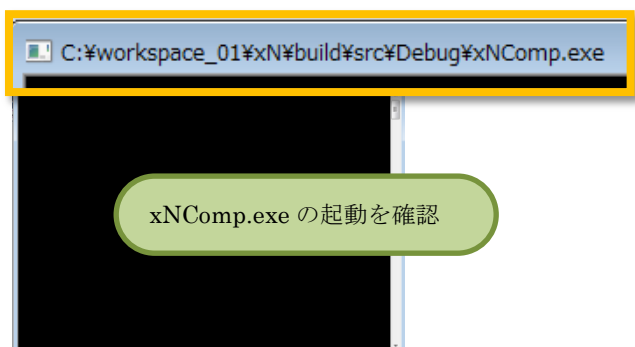 C:¥workspace_01¥xN¥build¥src¥Debug¥xNComp.exe
xNComp.exe の起動を確認